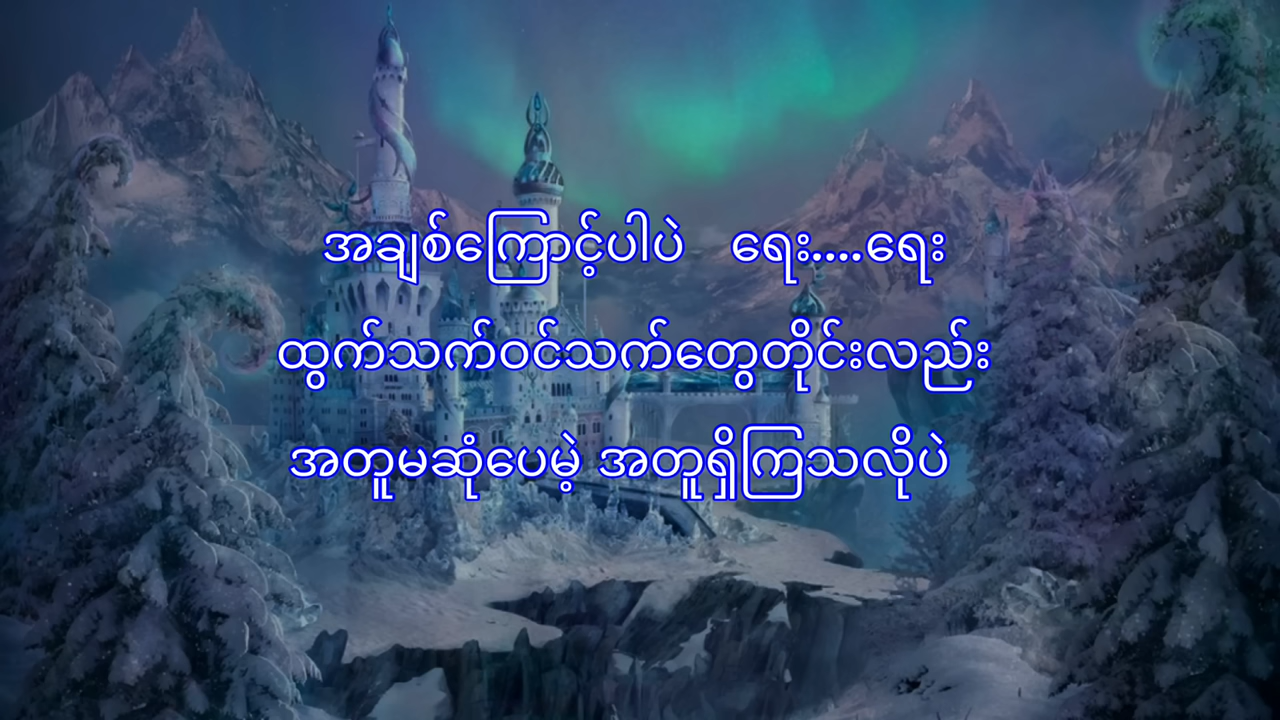 အချစ်ကြောင့်ပါပဲ ရေး....ရေး
ထွက်သက်ဝင်သက်တွေတိုင်းလည်း
အတူမဆုံပေမဲ့ အတူရှိကြသလိုပဲ